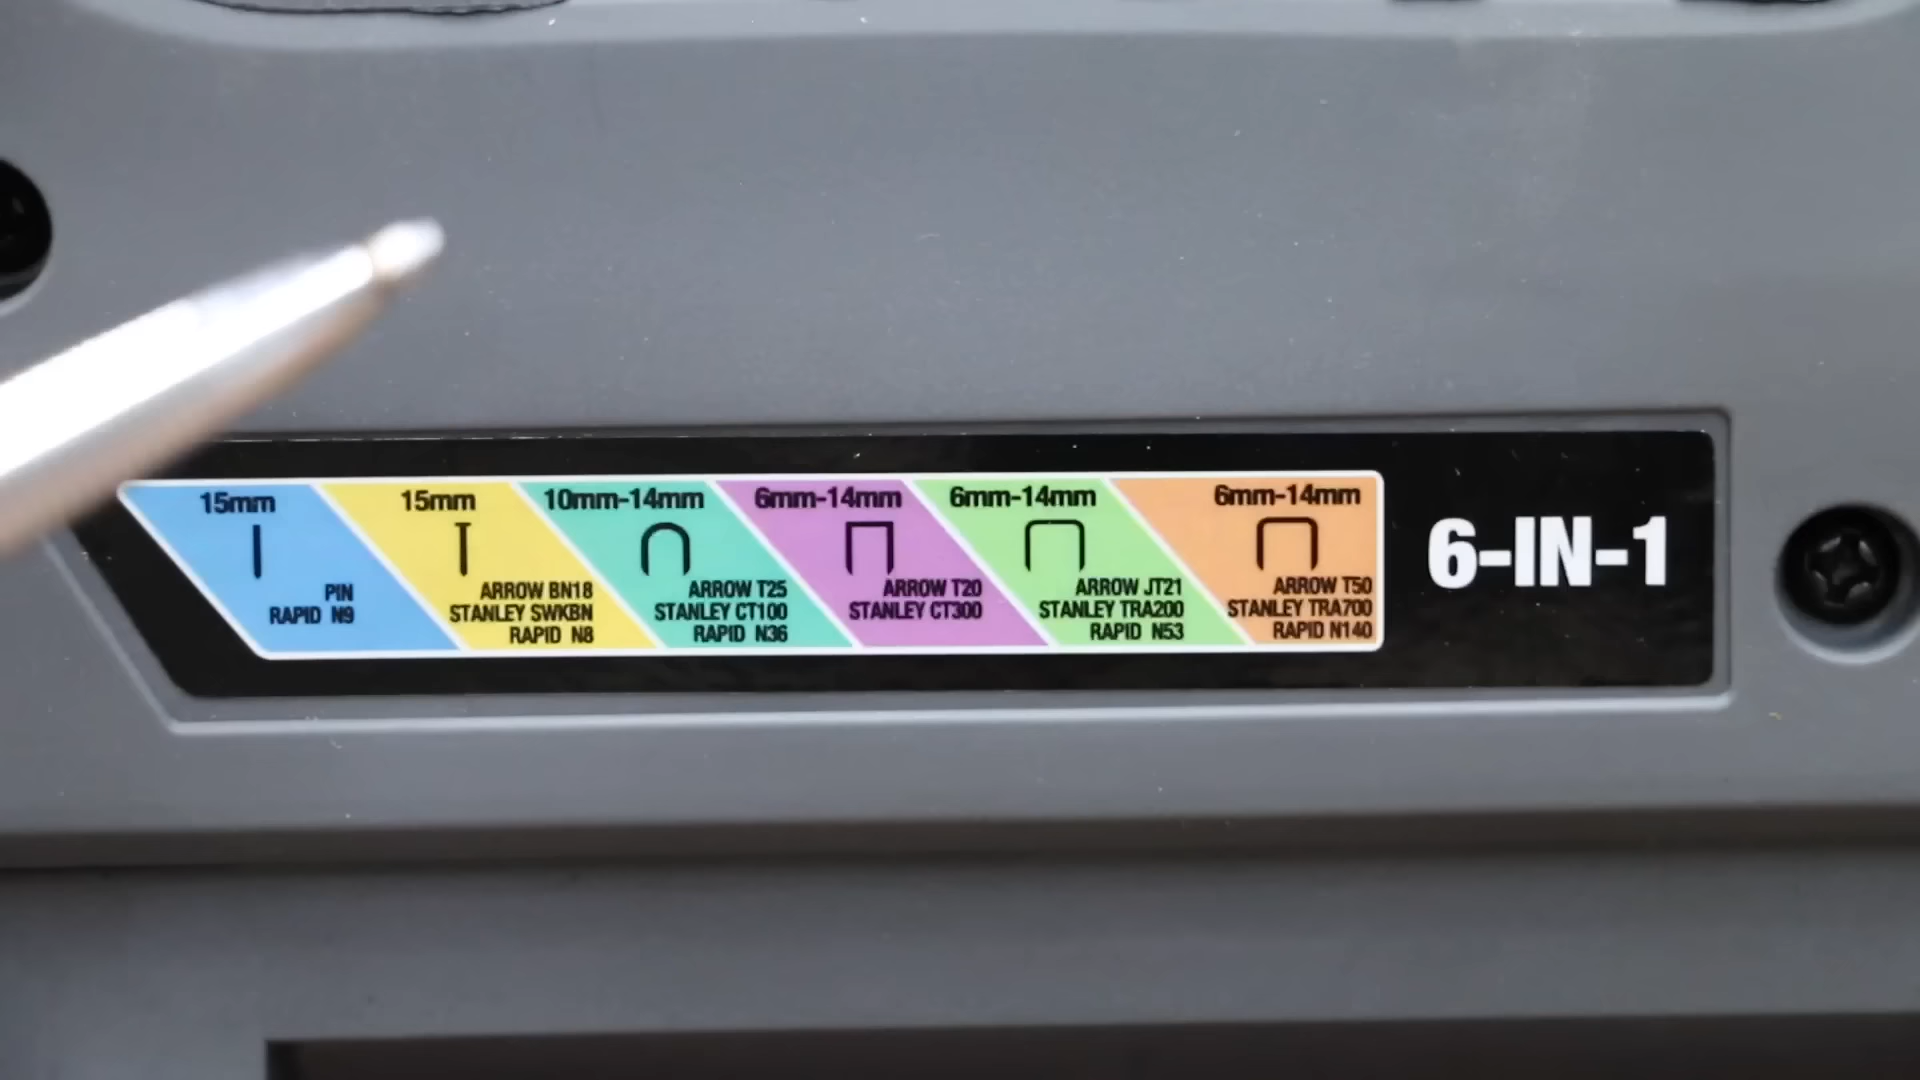 15mm
PIN
RAPID N9
15mm
ARROW BN18
STANLEY SWKBN
RAPID N8
10mm-14mm
ARROW T25
STANLEY CT100
RAPID N36
6mm-14mm
ARROW T20
STANLEY CT300
6mm-14mm
ARROW JT21
STANLEY TRA200
RAPID N53
6mm-14mm
ARROW T50
STANLEY TRA700
RAPID N140
6-IN-1